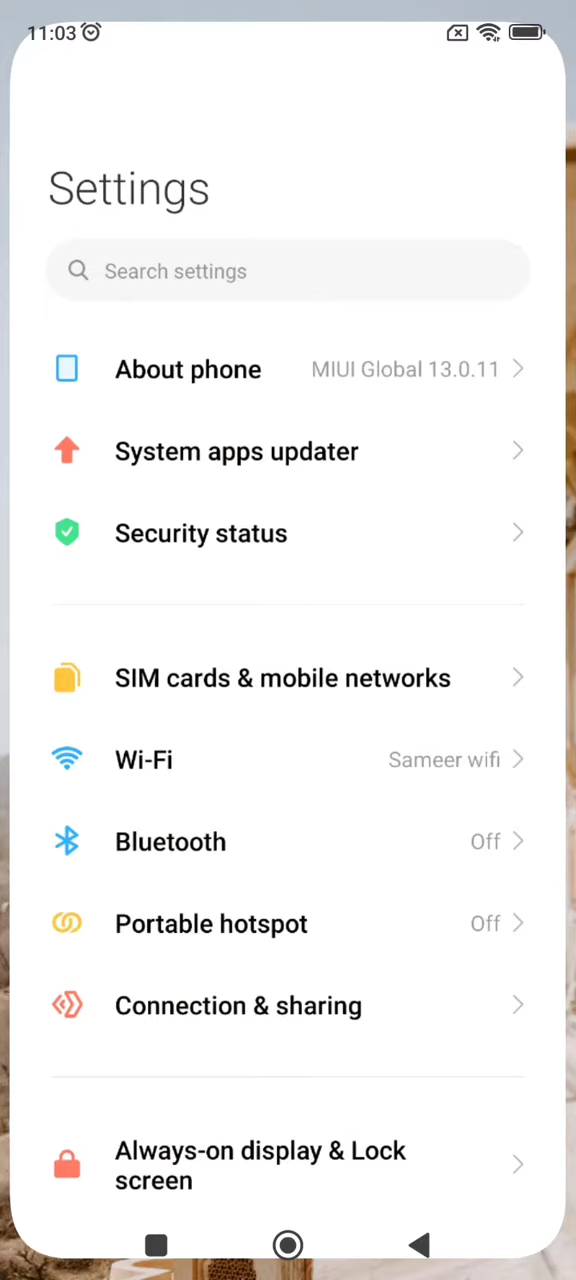 11:03
Settings
Search settings
About phone MIUI Global 13.0.11
System apps updater
Security status
SIM cards & mobile networks
Wi-Fi Sameer wifi
Bluetooth Off
Portable hotspot Off
Connection & sharing
Always-on display & Lock
screen